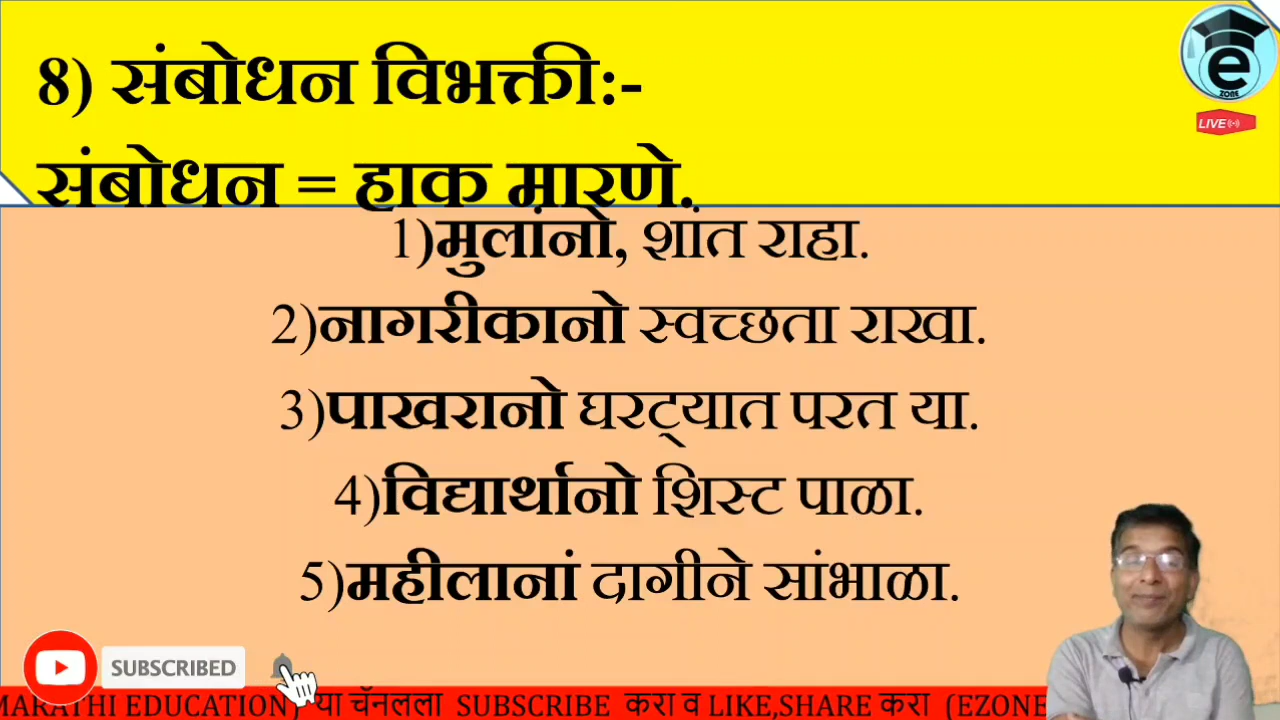 8) संबोधन विभक्ती:-
संबोधन = हाक मारणे.
1)मुलांनो, शांत राहा.
2)नागरीकानो स्वच्छता राखा.
3)पाखरानो घरट्यात परत या.
4)विद्यार्थानो शिस्ट पाळा.
5)महीलानां दागीने सांभाळा.
e
ZONE
LIVE
SUBSCRIBED
MARATHI EDUCATION) या चॅनलला SUBSCRIBE करा व LIKE,SHARE करा (EZONE